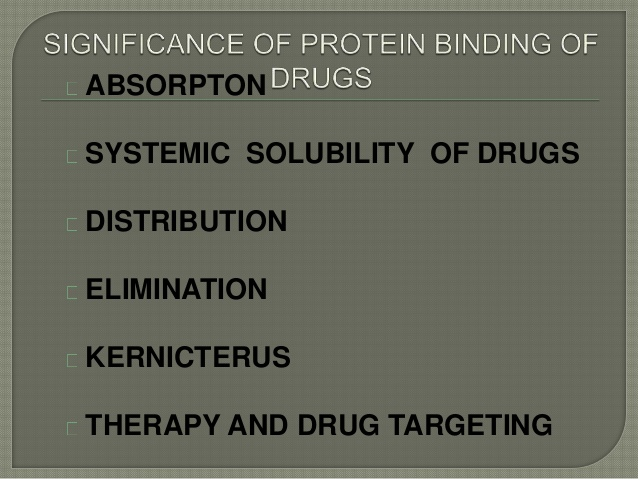 SIGNIFICANCE OF PROTEIN BINDING OF
DRUGS
ABSORPTON
SYSTEMIC SOLUBILITY OF DRUGS
DISTRIBUTION
ELIMINATION
KERNICTERUS
THERAPY AND DRUG TARGETING